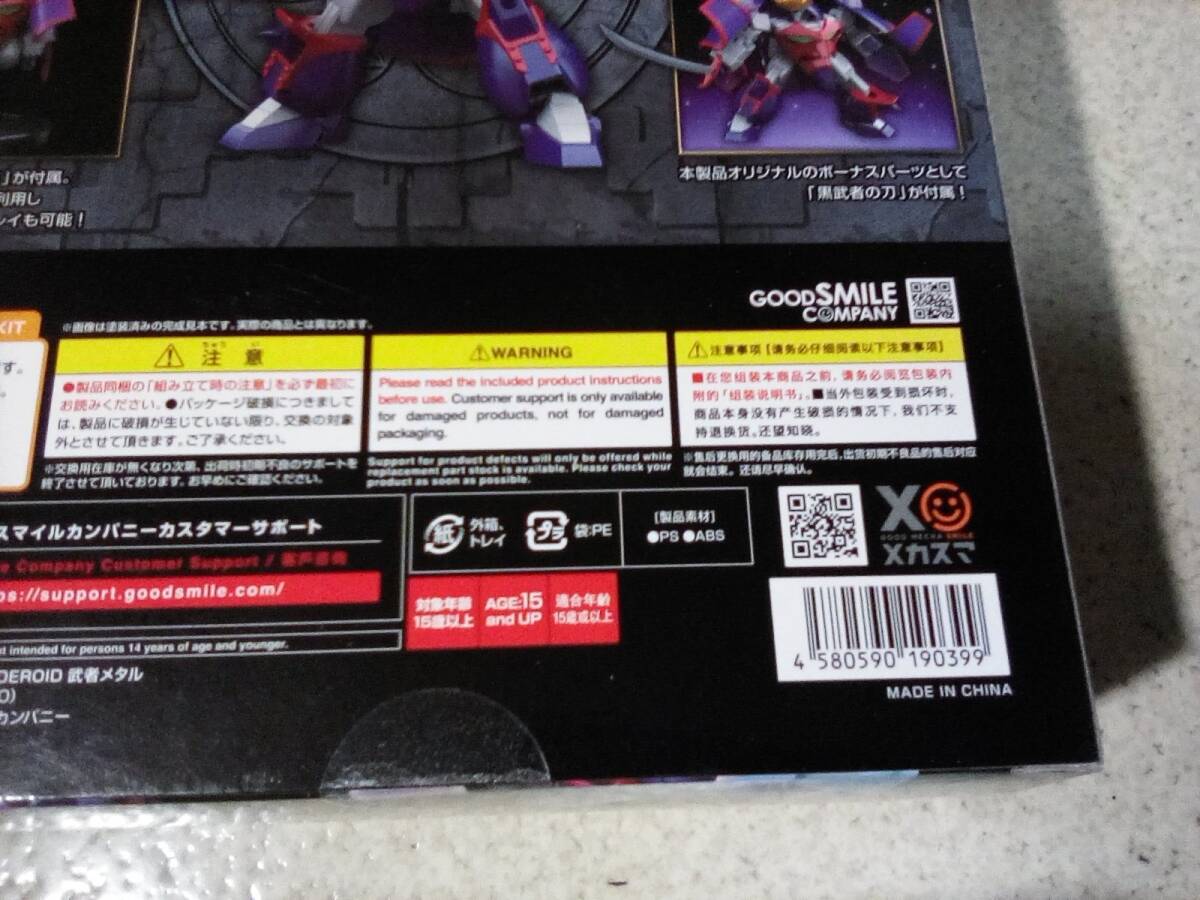 」が付属。
利用し
レイも可能！
本製品オリジナルのボーナスパーツとして
「黒武者の刀」が付属！
GOODSMILE
COMPANY
KIT
※画像は塗装済みの完成見本です。実際の商品とは異なります。
す。
注意
ちゅう い
●製品同梱の「組み立て時の注意」を必ず最初に
お読みください。●パッケージ破損につきまして
は、製品に破損が生じていない限り、交換の対象
外とさせて頂きます。ご了承ください。
※交換用在庫が無くなり次第、出荷時初期不良のサポートを
終了させて頂いております。お早めにご確認ください。
WARNING
Please read the included product instructions
before use. Customer support is only available
for damaged products, not for damaged
packaging.
Support for product defects will only be offered while
replacement part stock is available. Please check your
product as soon as possible.
注意事项【请务必仔细阅读以下注意事项】
■在您组装本商品之前，请务必阅览包装内
附的「组装说明书」。■当外包装受到损坏时，
商品本身没有产生破损的情况下，我们不支
持退换货。还望知晓。
※售后更换用的备品库存用完后，出货初期不良品的售后对应
就会结束。还请尽早确认。
スマイルカンパニーカスタマーサポート
e Company Customer Support / 客戶咨询
ps://support.goodsmile.com/
t intended for persons 14 years of age and younger.
紙
外箱、
トレイ
プラ
袋:PE
［製品素材］
●PS ●ABS
対象年齢
15歳以上
AGE:15
and UP
适合年龄
15歳或以上
GOOD MECHA SMILE
メカスマ
4 580590 190399
MADE IN CHINA
DEROID 武者メタル
O)
カンパニー